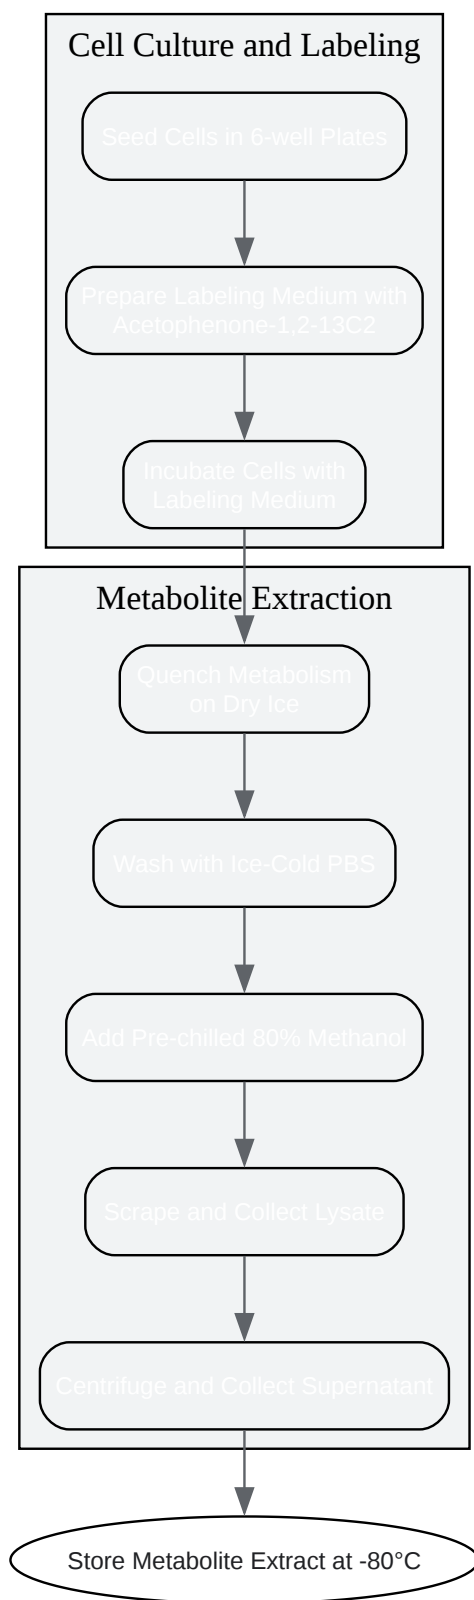 Cell Culture and Labeling
Seed Cells in 6-well Plates
Prepare Labeling Medium with
Acetophenone-1,2-13C2
Incubate Cells with
Labeling Medium
Metabolite Extraction
Quench Metabolism
on Dry Ice
Wash with Ice-Cold PBS
Add Pre-chilled 80% Methanol
Scrape and Collect Lysate
Centrifuge and Collect Supernatant
Store Metabolite Extract at -80°C